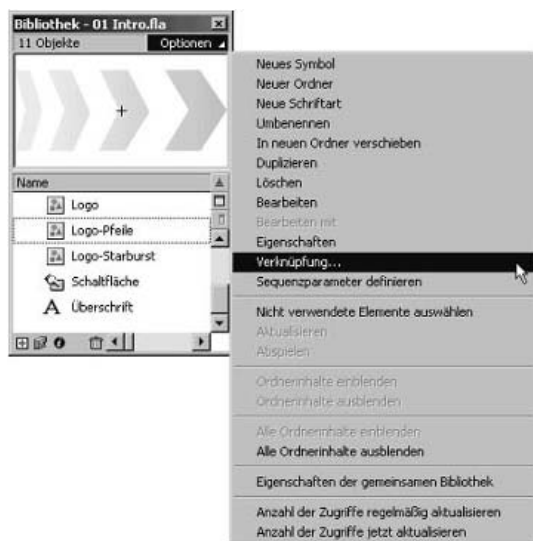 Bibliothek - 01 Intro.fla
11 Objekte Optionen
Name
Logo
Logo-Pfeile
Logo-Starburst
Schaltfläche
Überschrift
Neues Symbol
Neuer Ordner
Neue Schriftart
Umbenennen
In neuen Ordner verschieben
Duplizieren
Löschen
Bearbeiten
Bearbeiten mit
Eigenschaften
Verknüpfung...
Sequenzparameter definieren
Nicht verwendete Elemente auswählen
Aktualisieren
Abspielen
Ordnerinhalte einblenden
Ordnerinhalte ausblenden
Alle Ordnerinhalte einblenden
Alle Ordnerinhalte ausblenden
Eigenschaften der gemeinsamen Bibliothek
Anzahl der Zugriffe regelmäßig aktualisieren
Anzahl der Zugriffe jetzt aktualisieren